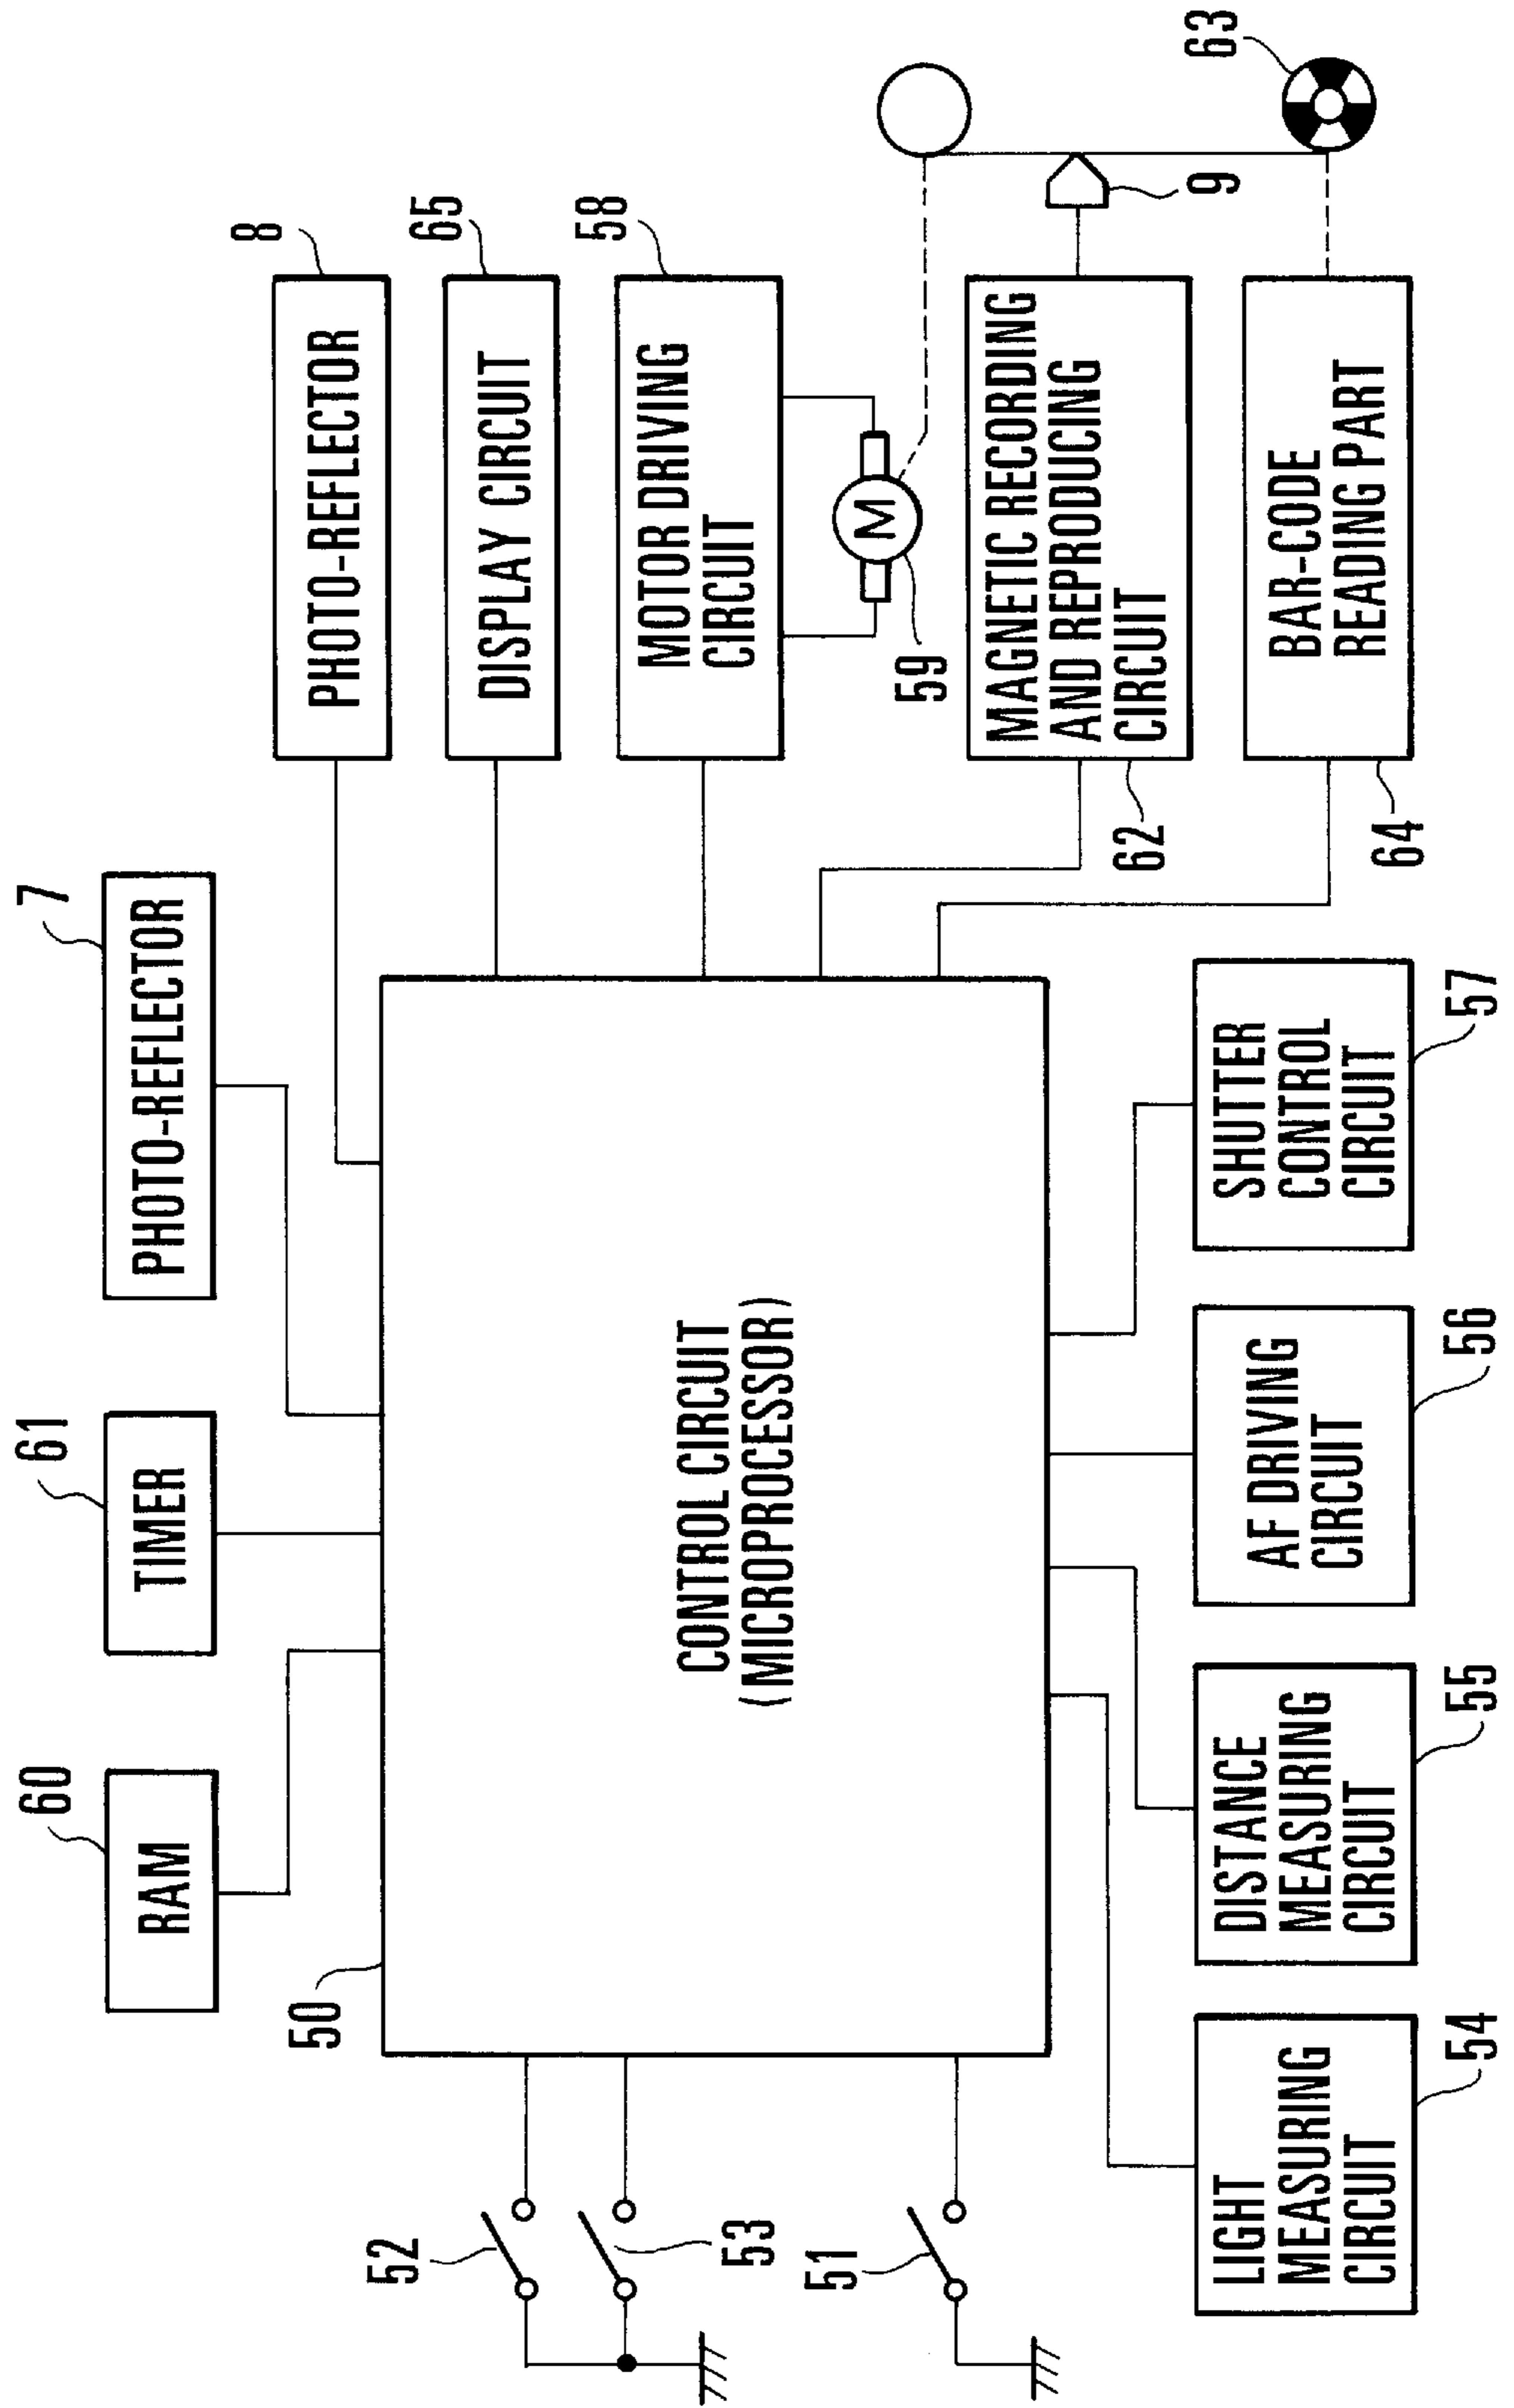 60
RAM
61
TIMER
7
PHOTO-REFLECTOR
8
PHOTO-REFLECTOR
65
DISPLAY CIRCUIT
58
MOTOR DRIVING
CIRCUIT
M
59
50
CONTROL CIRCUIT
(MICROPROCESSOR)
52
53
51
MAGNETIC RECORDING
AND REPRODUCING
CIRCUIT
62
9
63
BAR-CODE
READING PART
64
LIGHT
MEASURING
CIRCUIT
54
DISTANCE
MEASURING
CIRCUIT
55
AF DRIVING
CIRCUIT
56
SHUTTER
CONTROL
CIRCUIT
57